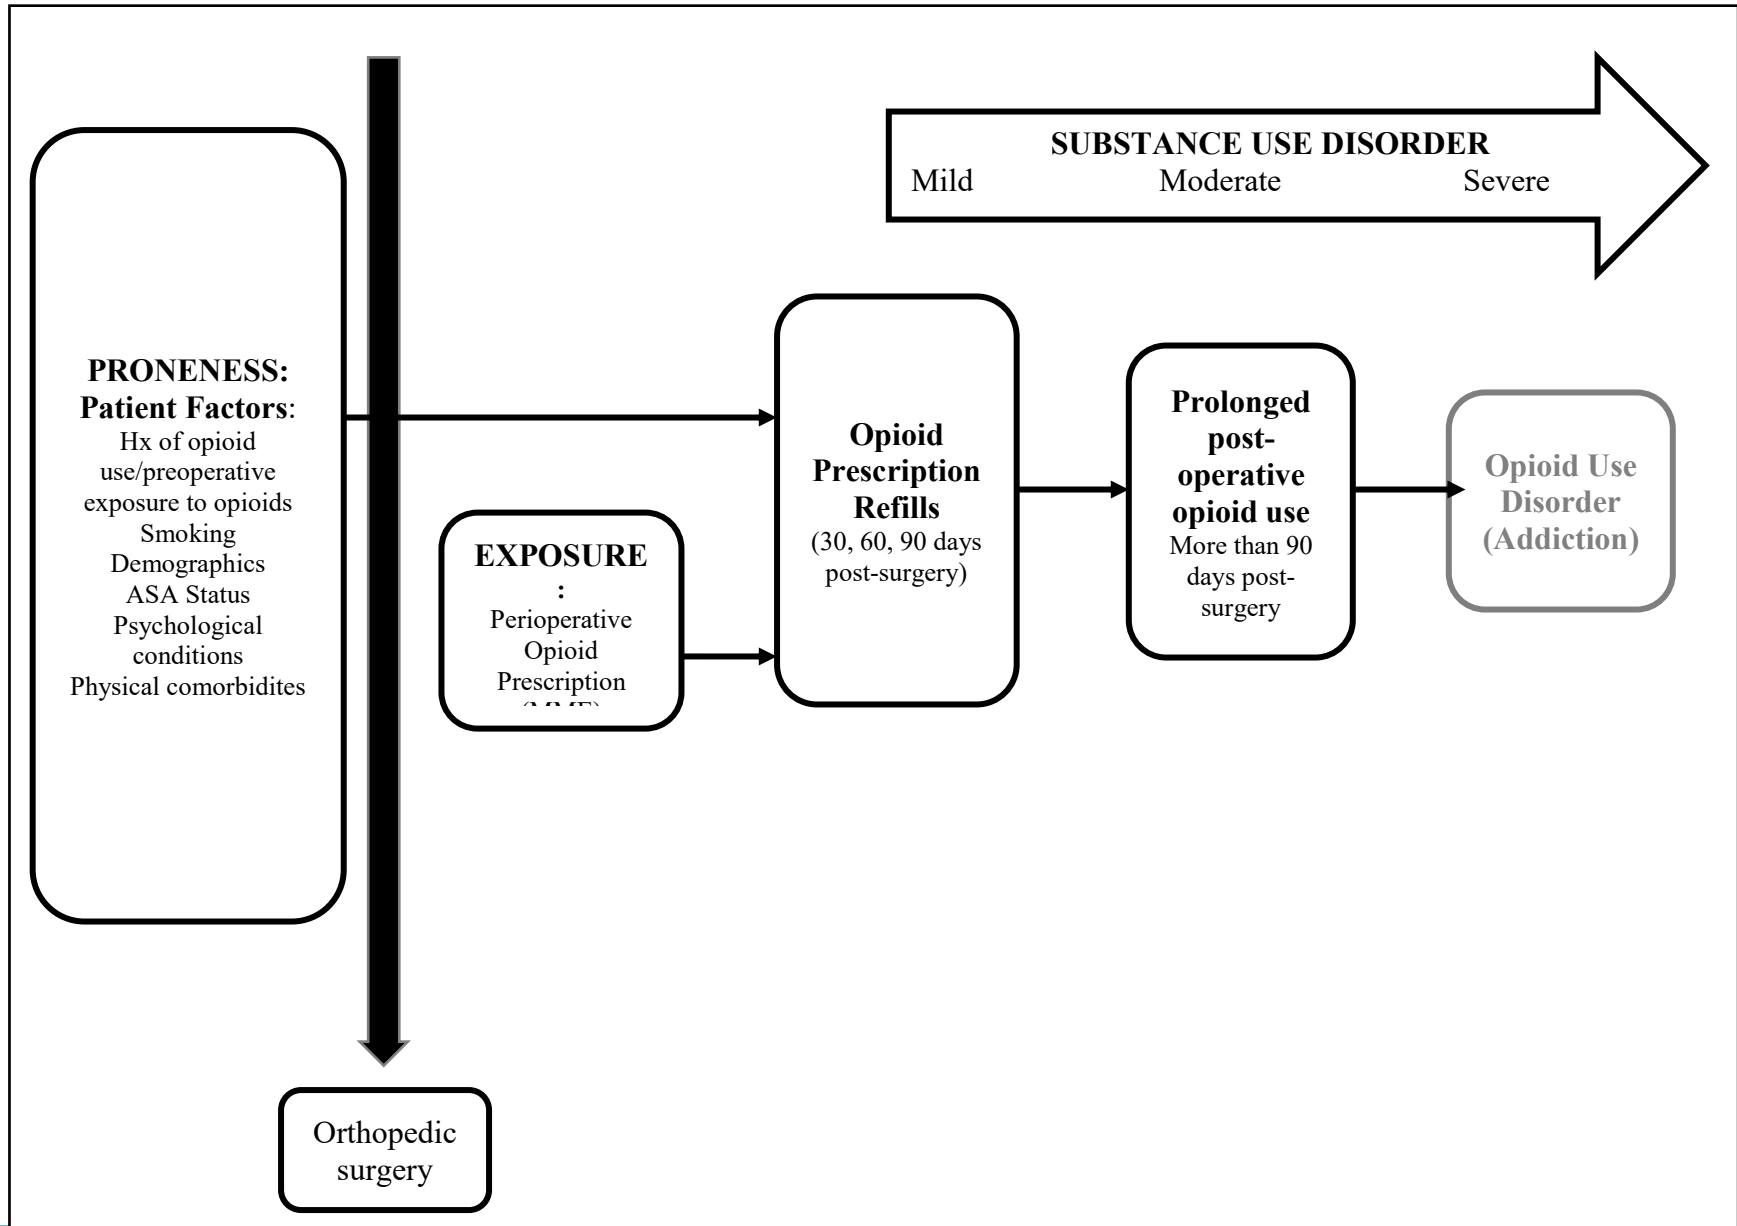 SUBSTANCE USE DISORDER
Mild Moderate Severe
PRONENESS:
Patient Factors:
Hx of opioid
use/preoperative
exposure to opioids
Smoking
Demographics
ASA Status
Psychological
conditions
Physical comorbidites
EXPOSURE
:
Perioperative
Opioid
Prescription
Opioid
Prescription
Refills
(30, 60, 90 days
post-surgery)
Prolonged
post-
operative
opioid use
More than 90
days post-
surgery
Opioid Use
Disorder
(Addiction)
Orthopedic
surgery